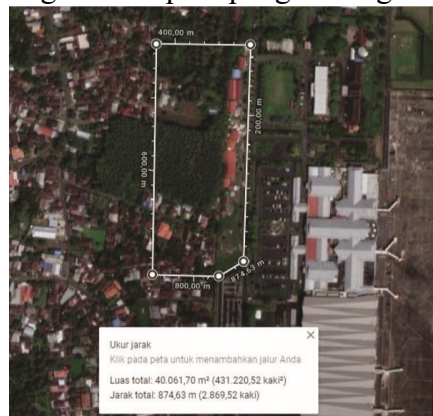 400,00 m
200,00 m
600,00 m
874,63 m
800,00 m
Ukur jarak
Klik pada peta untuk menambahkan jalur Anda
Luas total: 40.061,70 m² (431.220,52 kaki²)
Jarak total: 874,63 m (2.869,52 kaki)